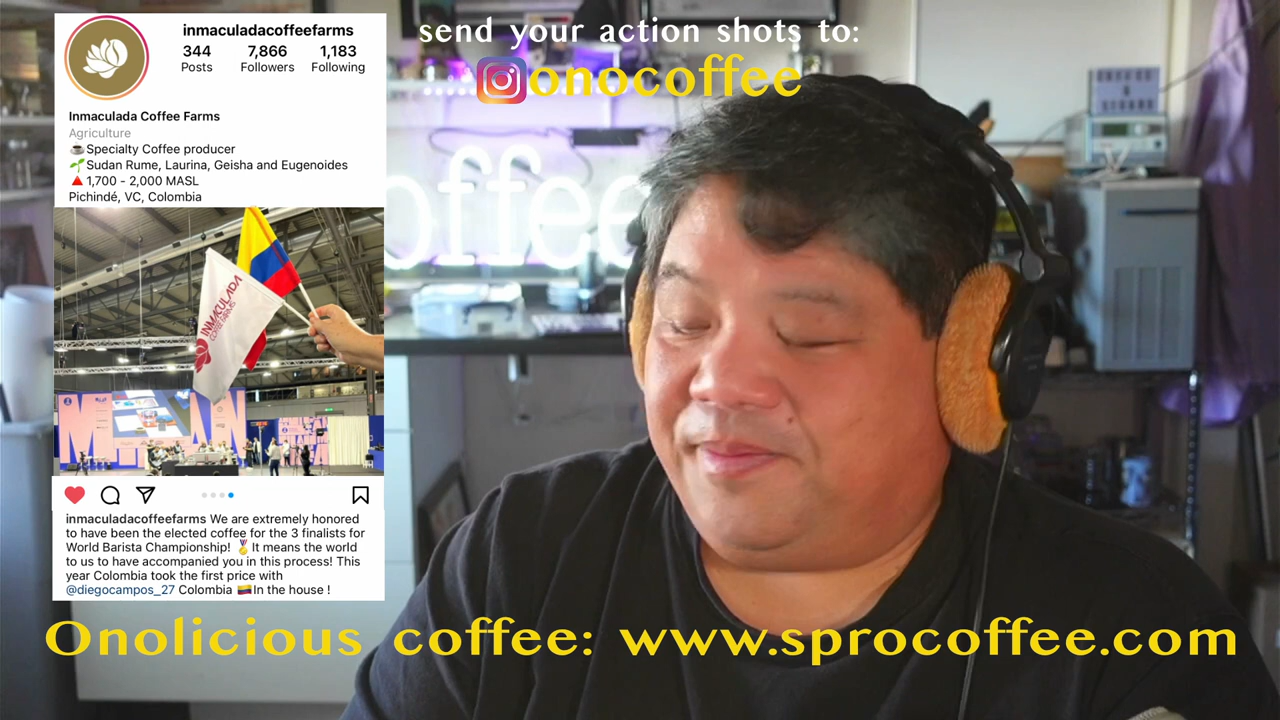 send your action shots to:
onocoffee
inmaculadacoffeefarms
344 7,866 1,183
Posts Followers Following
Inmaculada Coffee Farms
Agriculture
☕Specialty Coffee producer
🌱Sudan Rume, Laurina, Geisha and Eugenoides
🔺1,700 - 2,000 MASL
Pichindé, VC, Colombia
offee
INMACULADA
COFFEE FARMS
inmaculadacoffeefarms We are extremely honored
to have been the elected coffee for the 3 finalists for
World Barista Championship! 🏅It means the world
to us to have accompanied you in this process! This
year Colombia took the first price with
@diegocampos_27 Colombia 🇨🇴In the house !
Onolicious coffee: www.sprocoffee.com